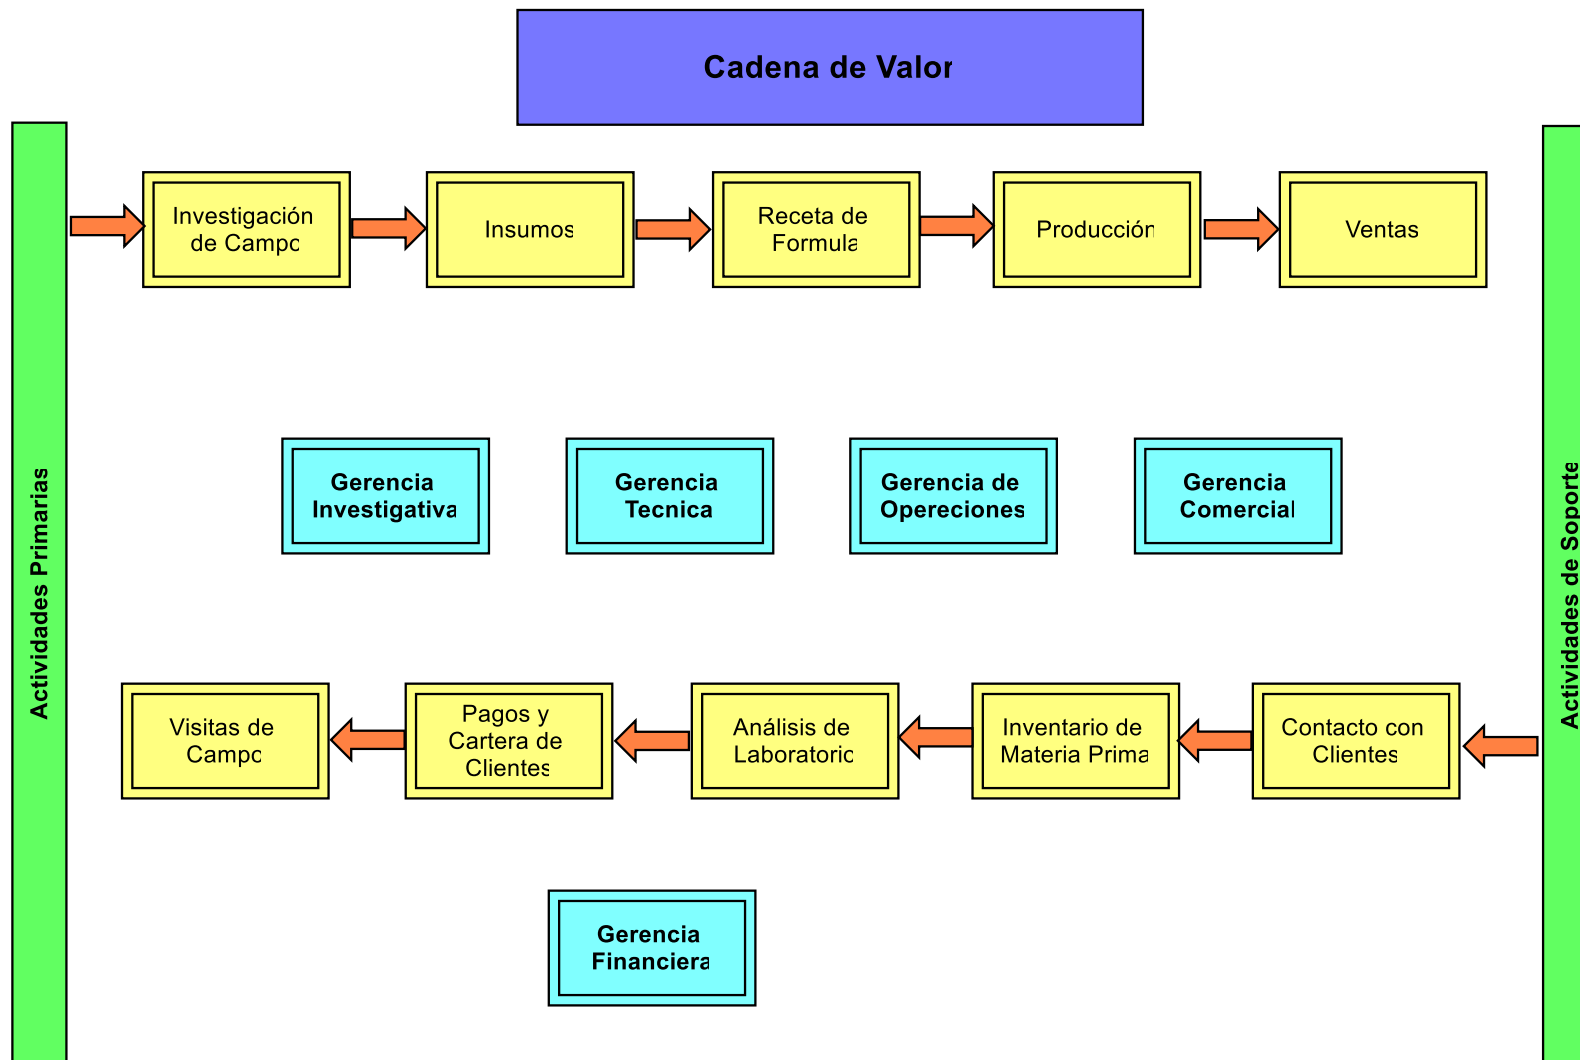 Cadena de Valor
Actividades Primarias
Investigación
de Campo
Insumos
Receta de
Formula
Producción
Ventas
Gerencia
Investigativa
Gerencia
Tecnica
Gerencia de
Opereciones
Gerencia
Comercial
Actividades de Soporte
Visitas de
Campo
Pagos y
Cartera de
Clientes
Análisis de
Laboratorio
Inventario de
Materia Prima
Contacto con
Clientes
Gerencia
Financiera